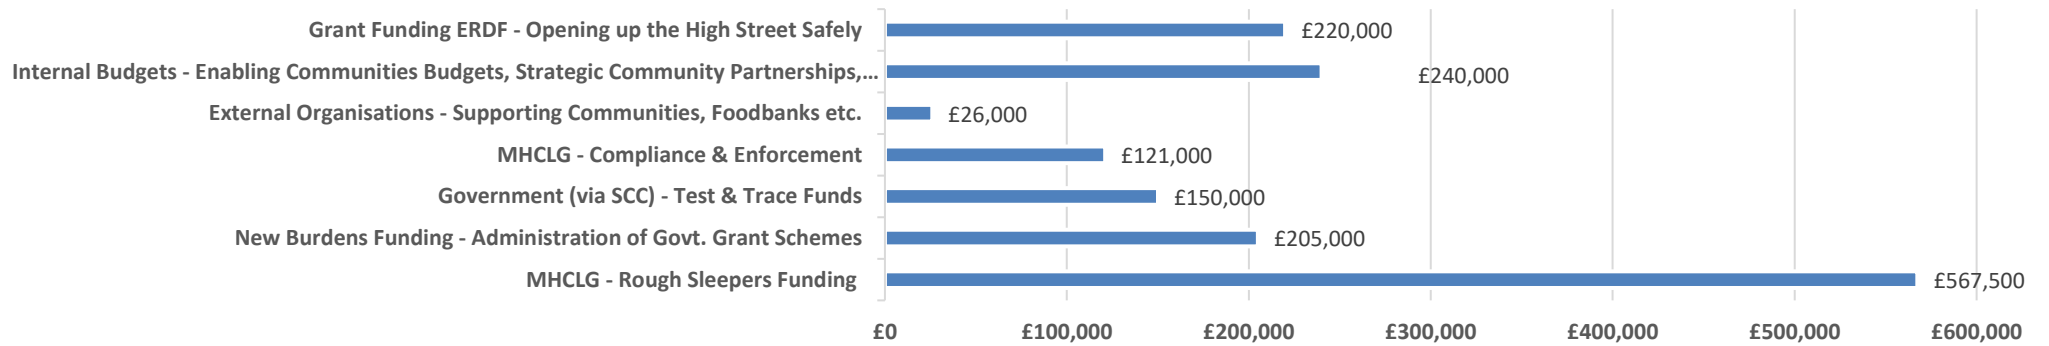 Grant Funding ERDF - Opening up the High Street Safely £220,000
Internal Budgets - Enabling Communities Budgets, Strategic Community Partnerships,... £240,000
External Organisations - Supporting Communities, Foodbanks etc. £26,000
MHCLG - Compliance & Enforcement £121,000
Government (via SCC) - Test & Trace Funds £150,000
New Burdens Funding - Administration of Govt. Grant Schemes £205,000
MHCLG - Rough Sleepers Funding £567,500
£0 £100,000 £200,000 £300,000 £400,000 £500,000 £600,000